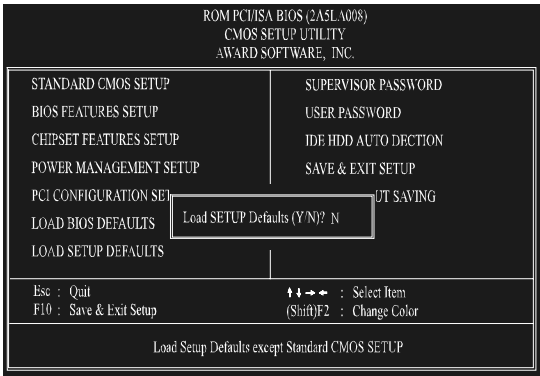 ROM PCI/ISA BIOS (2A5LA008)
CMOS SETUP UTILITY
AWARD SOFTWARE, INC.
STANDARD CMOS SETUP
BIOS FEATURES SETUP
CHIPSET FEATURES SETUP
POWER MANAGEMENT SETUP
PCI CONFIGURATION SET
LOAD BIOS DEFAULTS
LOAD SETUP DEFAULTS
SUPERVISOR PASSWORD
USER PASSWORD
IDE HDD AUTO DECTION
SAVE & EXIT SETUP
UT SAVING
Load SETUP Defaults (Y/N)? N
Esc : Quit
F10 : Save & Exit Setup
↑ ↓ → ← : Select Item
(Shift)F2 : Change Color
Load Setup Defaults except Standard CMOS SETUP